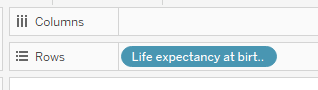 Columns
Rows
Life expectancy at birt..